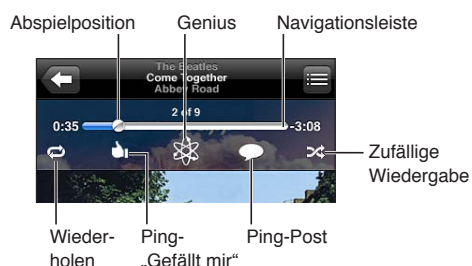 Abspielposition
Genius
Navigationsleiste
The Beatles
Come Together
Abbey Road
2 of 9
0:35
-3:08
Zufällige
Wiedergabe
Wieder-
holen
Ping-
„Gefällt mir“
Ping-Post